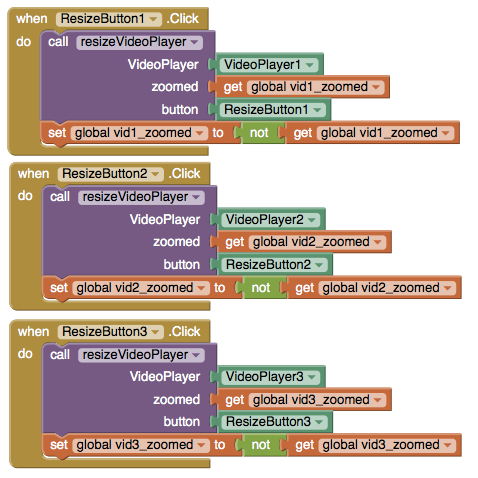 when ResizeButton1 .Click
do call resizeVideoPlayer
VideoPlayer VideoPlayer1
zoomed get global vid1_zoomed
button ResizeButton1
set global vid1_zoomed to not get global vid1_zoomed
when ResizeButton2 .Click
do call resizeVideoPlayer
VideoPlayer VideoPlayer2
zoomed get global vid2_zoomed
button ResizeButton2
set global vid2_zoomed to not get global vid2_zoomed
when ResizeButton3 .Click
do call resizeVideoPlayer
VideoPlayer VideoPlayer3
zoomed get global vid3_zoomed
button ResizeButton3
set global vid3_zoomed to not get global vid3_zoomed